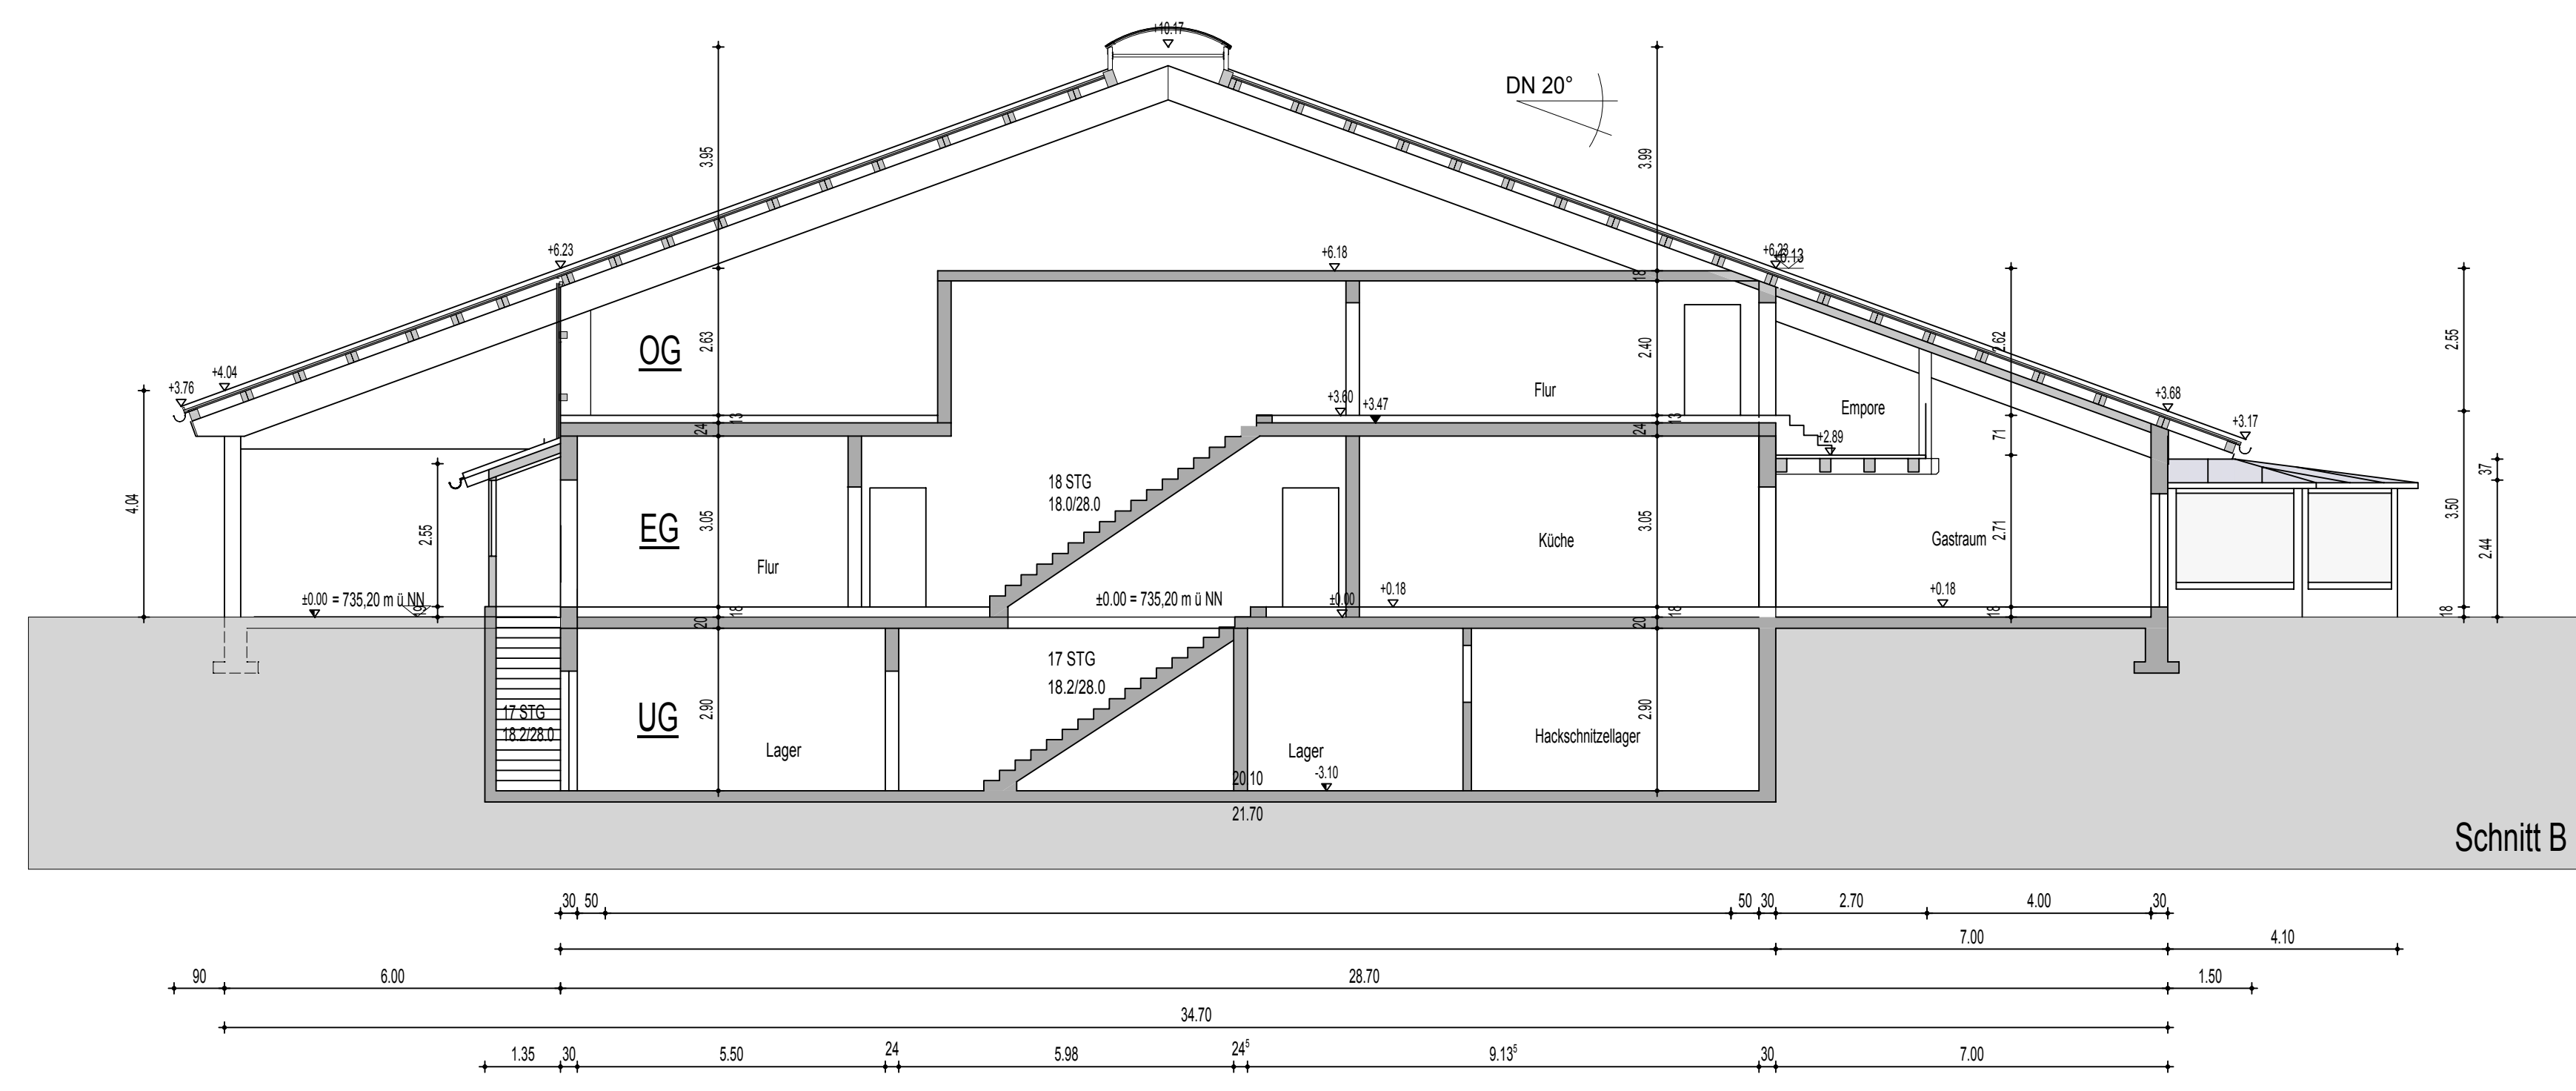 +10.17
DN 20°
3.95
3.99
+6.23
+6.18
+6.23
+6.13
18
OG
2.63
2.40
2.62
2.55
+4.04
+3.76
Flur
Empore
+3.60
+3.47
+3.68
+3.17
13
24
13
24
71
+2.89
37
4.04
2.55
18 STG
18.0/28.0
EG
3.05
3.05
2.71
3.50
2.44
Flur
Küche
Gastraum
±0.00 = 735,20 m ü NN
±0.00 = 735,20 m ü NN
±0.00
+0.18
+0.18
18
18
18
18
20
20
17 STG
18.2/28.0
17 STG
18.2/28.0
UG
2.90
2.90
Lager
Lager
Hackschnitzellager
-3.10
20.10
21.70
Schnitt B
30 50 50 30 2.70 4.00 30
7.00 4.10
90 6.00 28.70 1.50
34.70
1.35 30 5.50 24 5.98 24⁵ 9.13⁵ 30 7.00